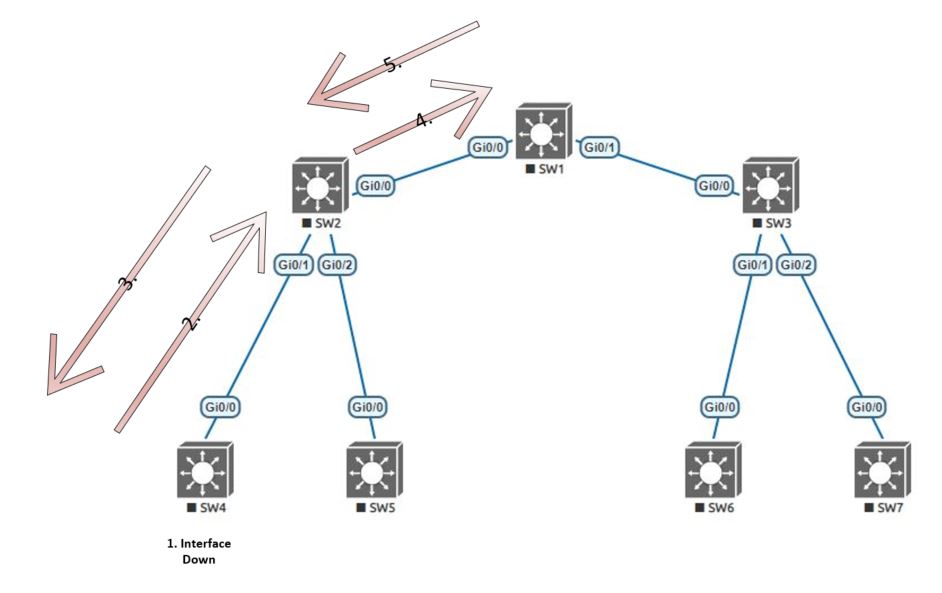 5.
4.
Gi0/0
Gi0/1
SW1
Gi0/0
Gi0/0
SW2
SW3
Gi0/1
Gi0/2
Gi0/1
Gi0/2
3.
2.
Gi0/0
Gi0/0
Gi0/0
Gi0/0
SW4
SW5
SW6
SW7
1. Interface
Down